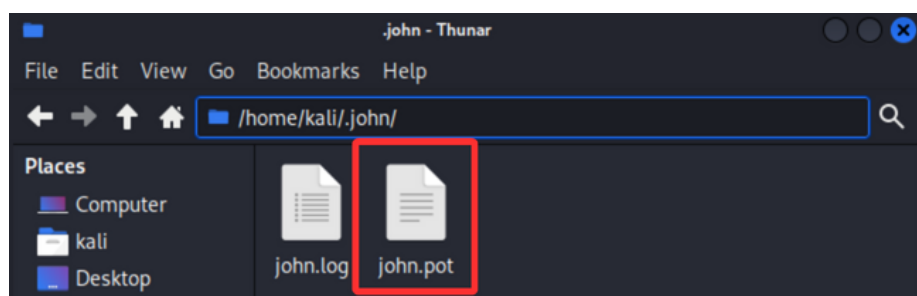 .john - Thunar
File Edit View Go Bookmarks Help
/home/kali/.john/
Places
Computer
kali
Desktop
john.log john.pot